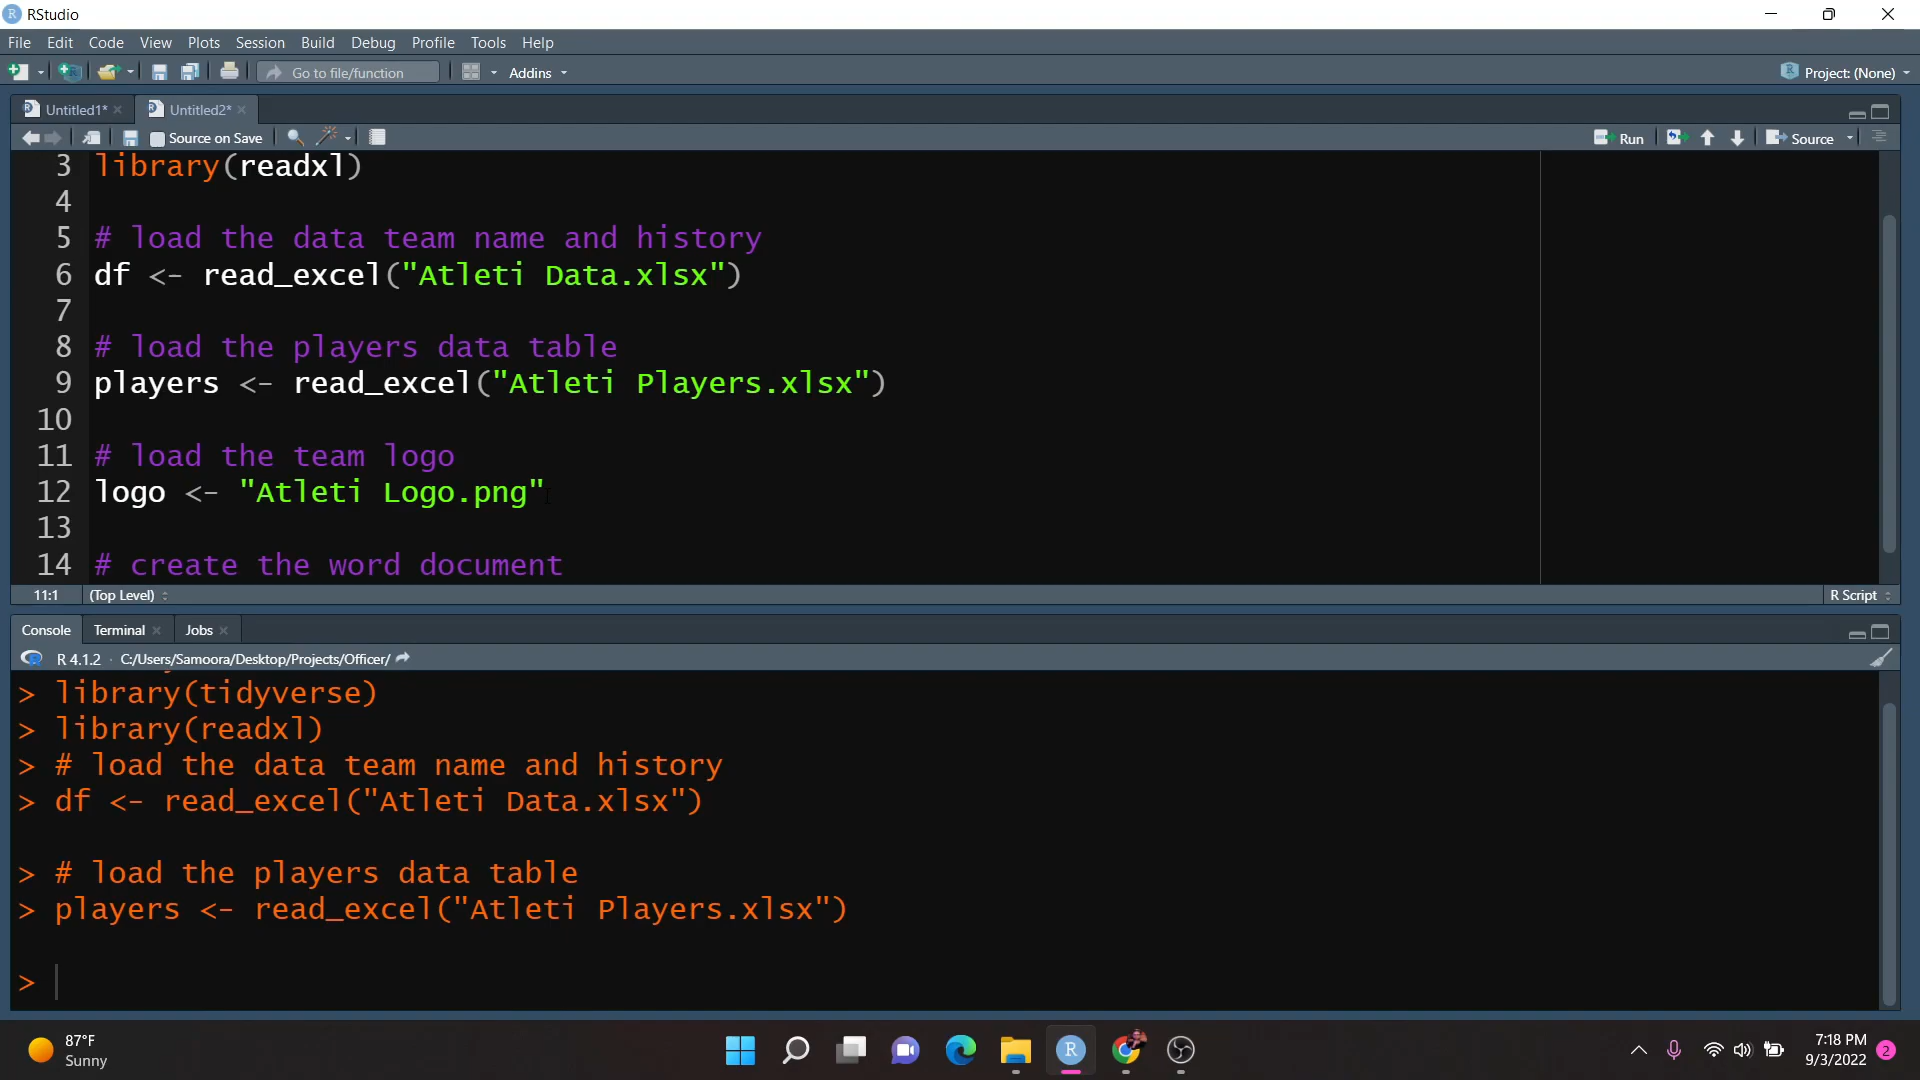 RStudio
File Edit Code View Plots Session Build Debug Profile Tools Help
Go to file/function Addins Project: (None)
Untitled1* Untitled2*
Source on Save Run Source
3 library(readxl)
4
5 # load the data team name and history
6 df <- read_excel("Atleti Data.xlsx")
7
8 # load the players data table
9 players <- read_excel("Atleti Players.xlsx")
10
11 # load the team logo
12 logo <- "Atleti Logo.png"
13
14 # create the word document
11:1 (Top Level) R Script
Console Terminal Jobs
R 4.1.2 · C:/Users/Samoora/Desktop/Projects/Officer/
> library(tidyverse)
> library(readxl)
> # load the data team name and history
> df <- read_excel("Atleti Data.xlsx")
> # load the players data table
> players <- read_excel("Atleti Players.xlsx")
>
87°F
Sunny
7:18 PM
9/3/2022 2